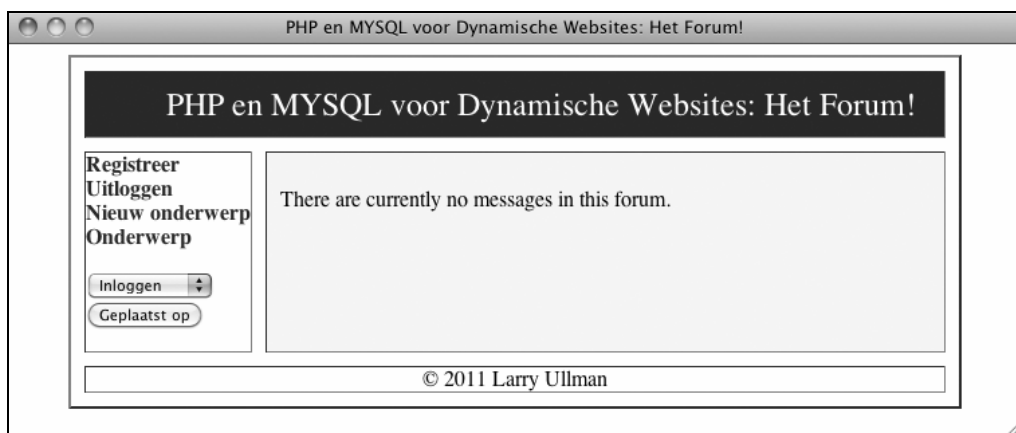 PHP en MYSQL voor Dynamische Websites: Het Forum!
PHP en MYSQL voor Dynamische Websites: Het Forum!
Registreer
Uitloggen
Nieuw onderwerp
Onderwerp
Inloggen
Geplaatst op
There are currently no messages in this forum.
© 2011 Larry Ullman